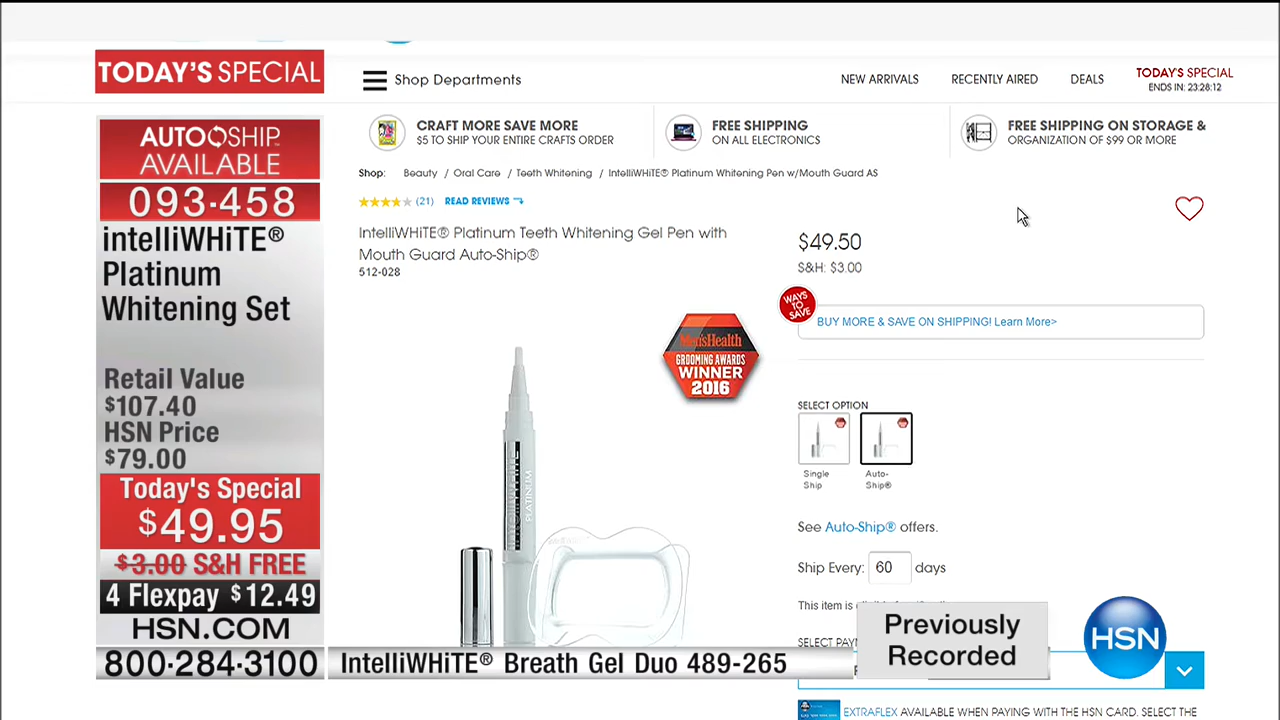 TODAY'S SPECIAL
AUTOSHIP™
AVAILABLE
093-458
intelliWHiTE®
Platinum
Whitening Set
Retail Value
$107.40
HSN Price
$79.00
Today's Special
$49.95
$3.00 S&H FREE
4 Flexpay $12.49
HSN.COM
800-284-3100
Shop Departments
NEW ARRIVALS
RECENTLY AIRED
DEALS
TODAY'S SPECIAL
ENDS IN: 23:28:12
CRAFT MORE SAVE MORE
$5 TO SHIP YOUR ENTIRE CRAFTS ORDER
FREE SHIPPING
ON ALL ELECTRONICS
FREE SHIPPING ON STORAGE &
ORGANIZATION OF $99 OR MORE
Shop: Beauty / Oral Care / Teeth Whitening / IntelliWHiTE® Platinum Whitening Pen w/Mouth Guard AS
(21) READ REVIEWS
IntelliWHiTE® Platinum Teeth Whitening Gel Pen with
Mouth Guard Auto-Ship®
512-028
Men'sHealth
GROOMING AWARDS
WINNER
2016
PLATINUM
$49.50
S&H: $3.00
WAYS
TO
SAVE
BUY MORE & SAVE ON SHIPPING! Learn More>
SELECT OPTION
Single
Ship
Auto-
Ship®
See Auto-Ship® offers.
Ship Every: 60 days
This item is
SELECT
Previously
Recorded
HSN
IntelliWHiTE® Breath Gel Duo 489-265
EXTRAFLEX AVAILABLE WHEN PAYING WITH THE HSN CARD. SELECT THE